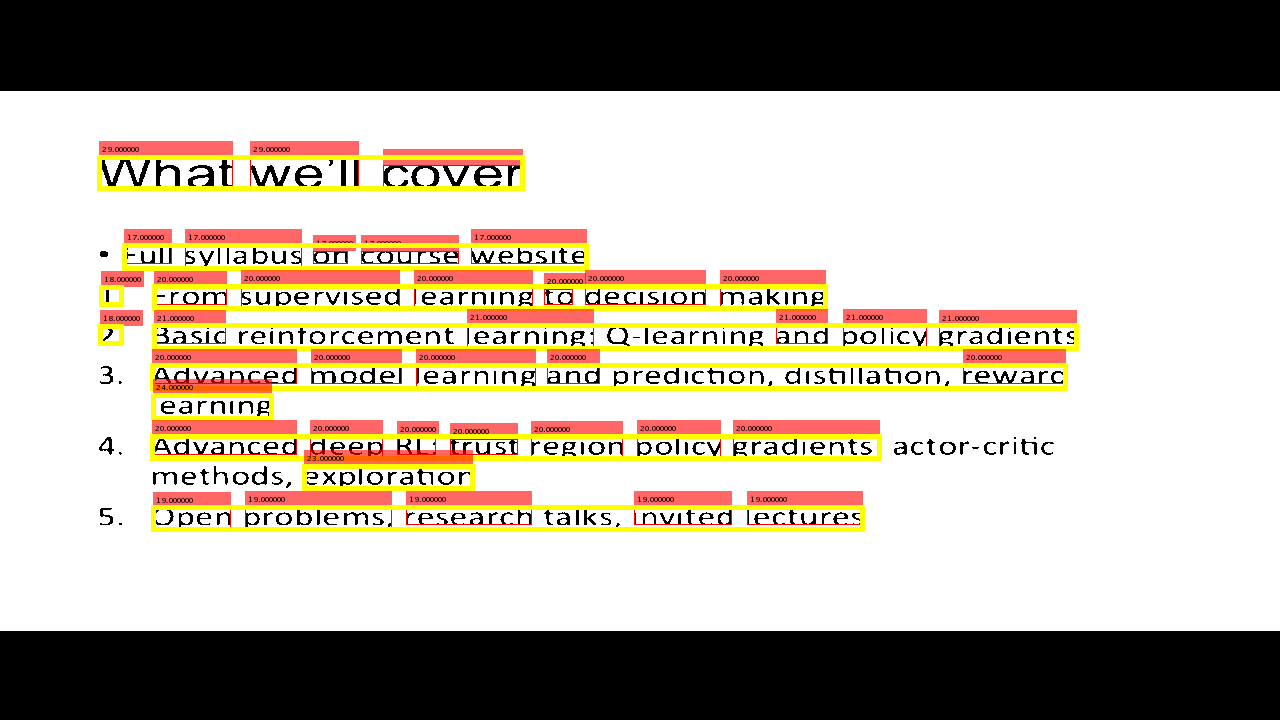 29.000000 29.000000
What we'll cover
17.000000 17.000000 17.000000 17.000000 17.000000
• Full syllabus on course website
18.000000 20.000000 20.000000 20.000000 20.000000 20.000000 20.000000
1 From supervised learning to decision making
18.000000 21.000000 21.000000 21.000000 21.000000 21.000000
2 Basic reinforcement learning: Q-learning and policy gradients
20.000000 20.000000 20.000000 20.000000 20.000000
3. Advanced model learning and prediction, distillation, reward
24.000000
learning
20.000000 20.000000 20.000000 20.000000 20.000000 20.000000 20.000000
4. Advanced deep RL: trust region policy gradients actor-critic
23.000000
methods, exploration
19.000000 19.000000 19.000000 19.000000 19.000000
5. Open problems, research talks, invited lectures